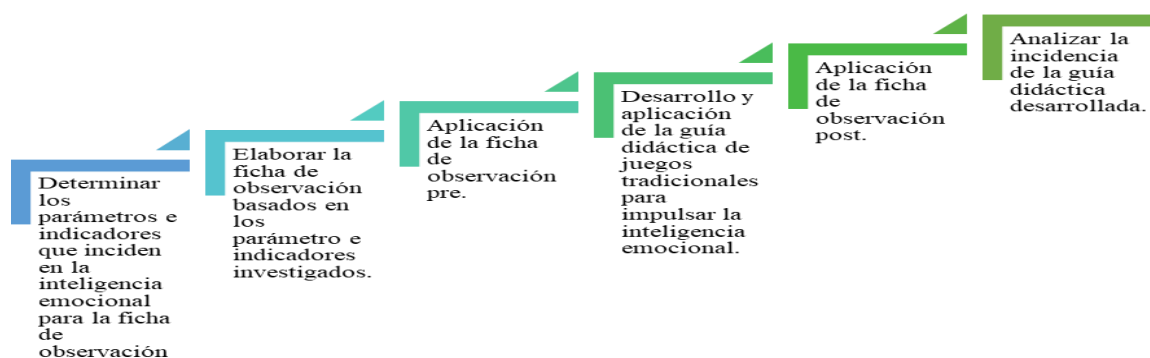 Determinar
los
parámetros e
indicadores
que inciden
en la
inteligencia
emocional
para la ficha
de
observación
Elaborar la
ficha de
observación
basados en
los
parámetro e
indicadores
investigados.
Aplicación
de la ficha
de
observación
pre.
Desarrollo y
aplicación
de la guía
didáctica de
juegos
tradicionales
para
impulsar la
inteligencia
emocional.
Aplicación
de la ficha
de
observación
post.
Analizar la
incidencia
de la guía
didáctica
desarrollada.